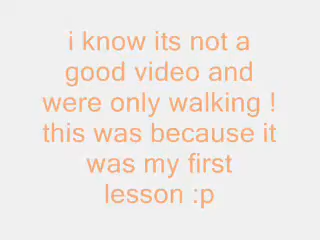 i know its not a
good video and
were only walking !
this was because it
was my first
lesson :p